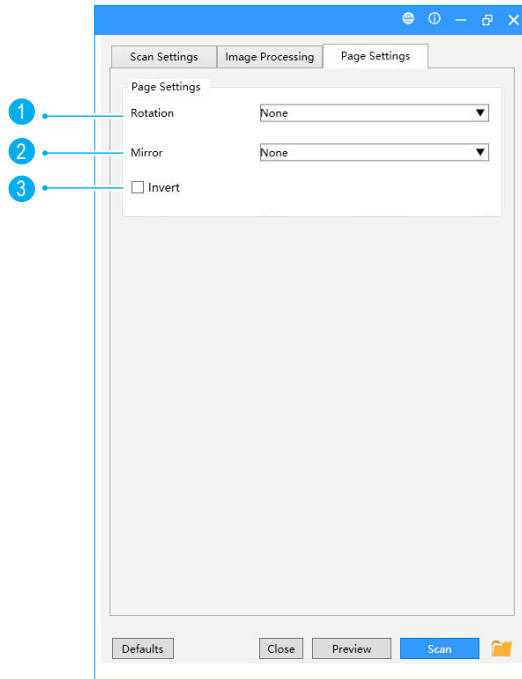 Scan Settings Image Processing Page Settings
Page Settings
1 Rotation None
2 Mirror None
3 Invert
Defaults Close Preview Scan